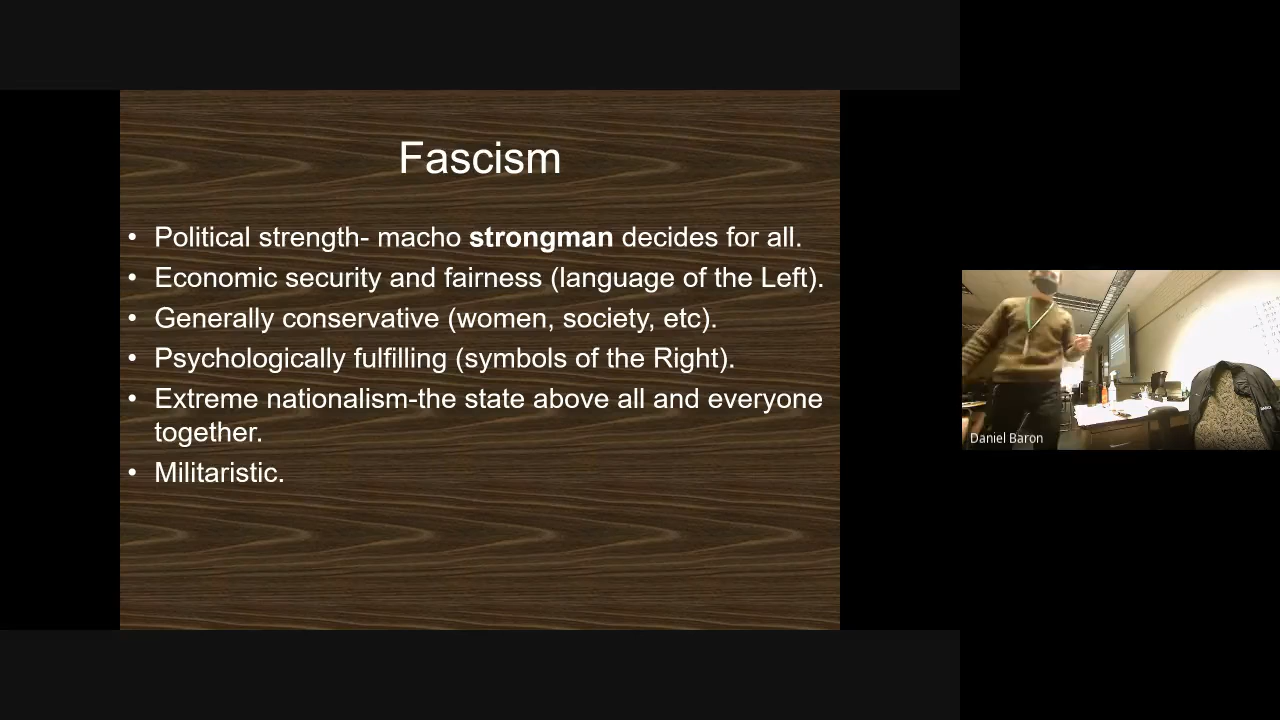 Fascism
• Political strength- macho strongman decides for all.
• Economic security and fairness (language of the Left).
• Generally conservative (women, society, etc).
• Psychologically fulfilling (symbols of the Right).
• Extreme nationalism-the state above all and everyone
together.
• Militaristic.
Daniel Baron